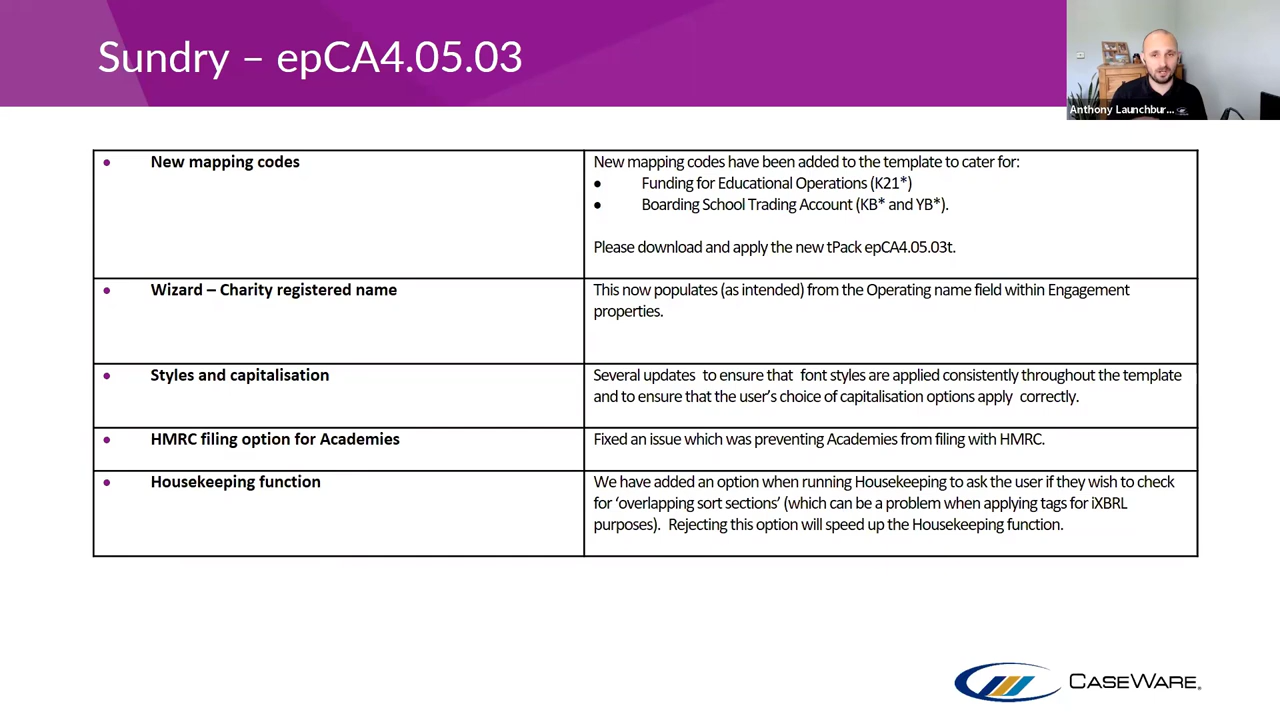 Sundry – epCA4.05.03
Anthony Launchbur...
• New mapping codes
New mapping codes have been added to the template to cater for:
• Funding for Educational Operations (K21*)
• Boarding School Trading Account (KB* and YB*).
Please download and apply the new tPack epCA4.05.03t.
• Wizard – Charity registered name
This now populates (as intended) from the Operating name field within Engagement
properties.
• Styles and capitalisation
Several updates to ensure that font styles are applied consistently throughout the template
and to ensure that the user's choice of capitalisation options apply correctly.
• HMRC filing option for Academies
Fixed an issue which was preventing Academies from filing with HMRC.
• Housekeeping function
We have added an option when running Housekeeping to ask the user if they wish to check
for ‘overlapping sort sections’ (which can be a problem when applying tags for iXBRL
purposes). Rejecting this option will speed up the Housekeeping function.
CASEWARE.